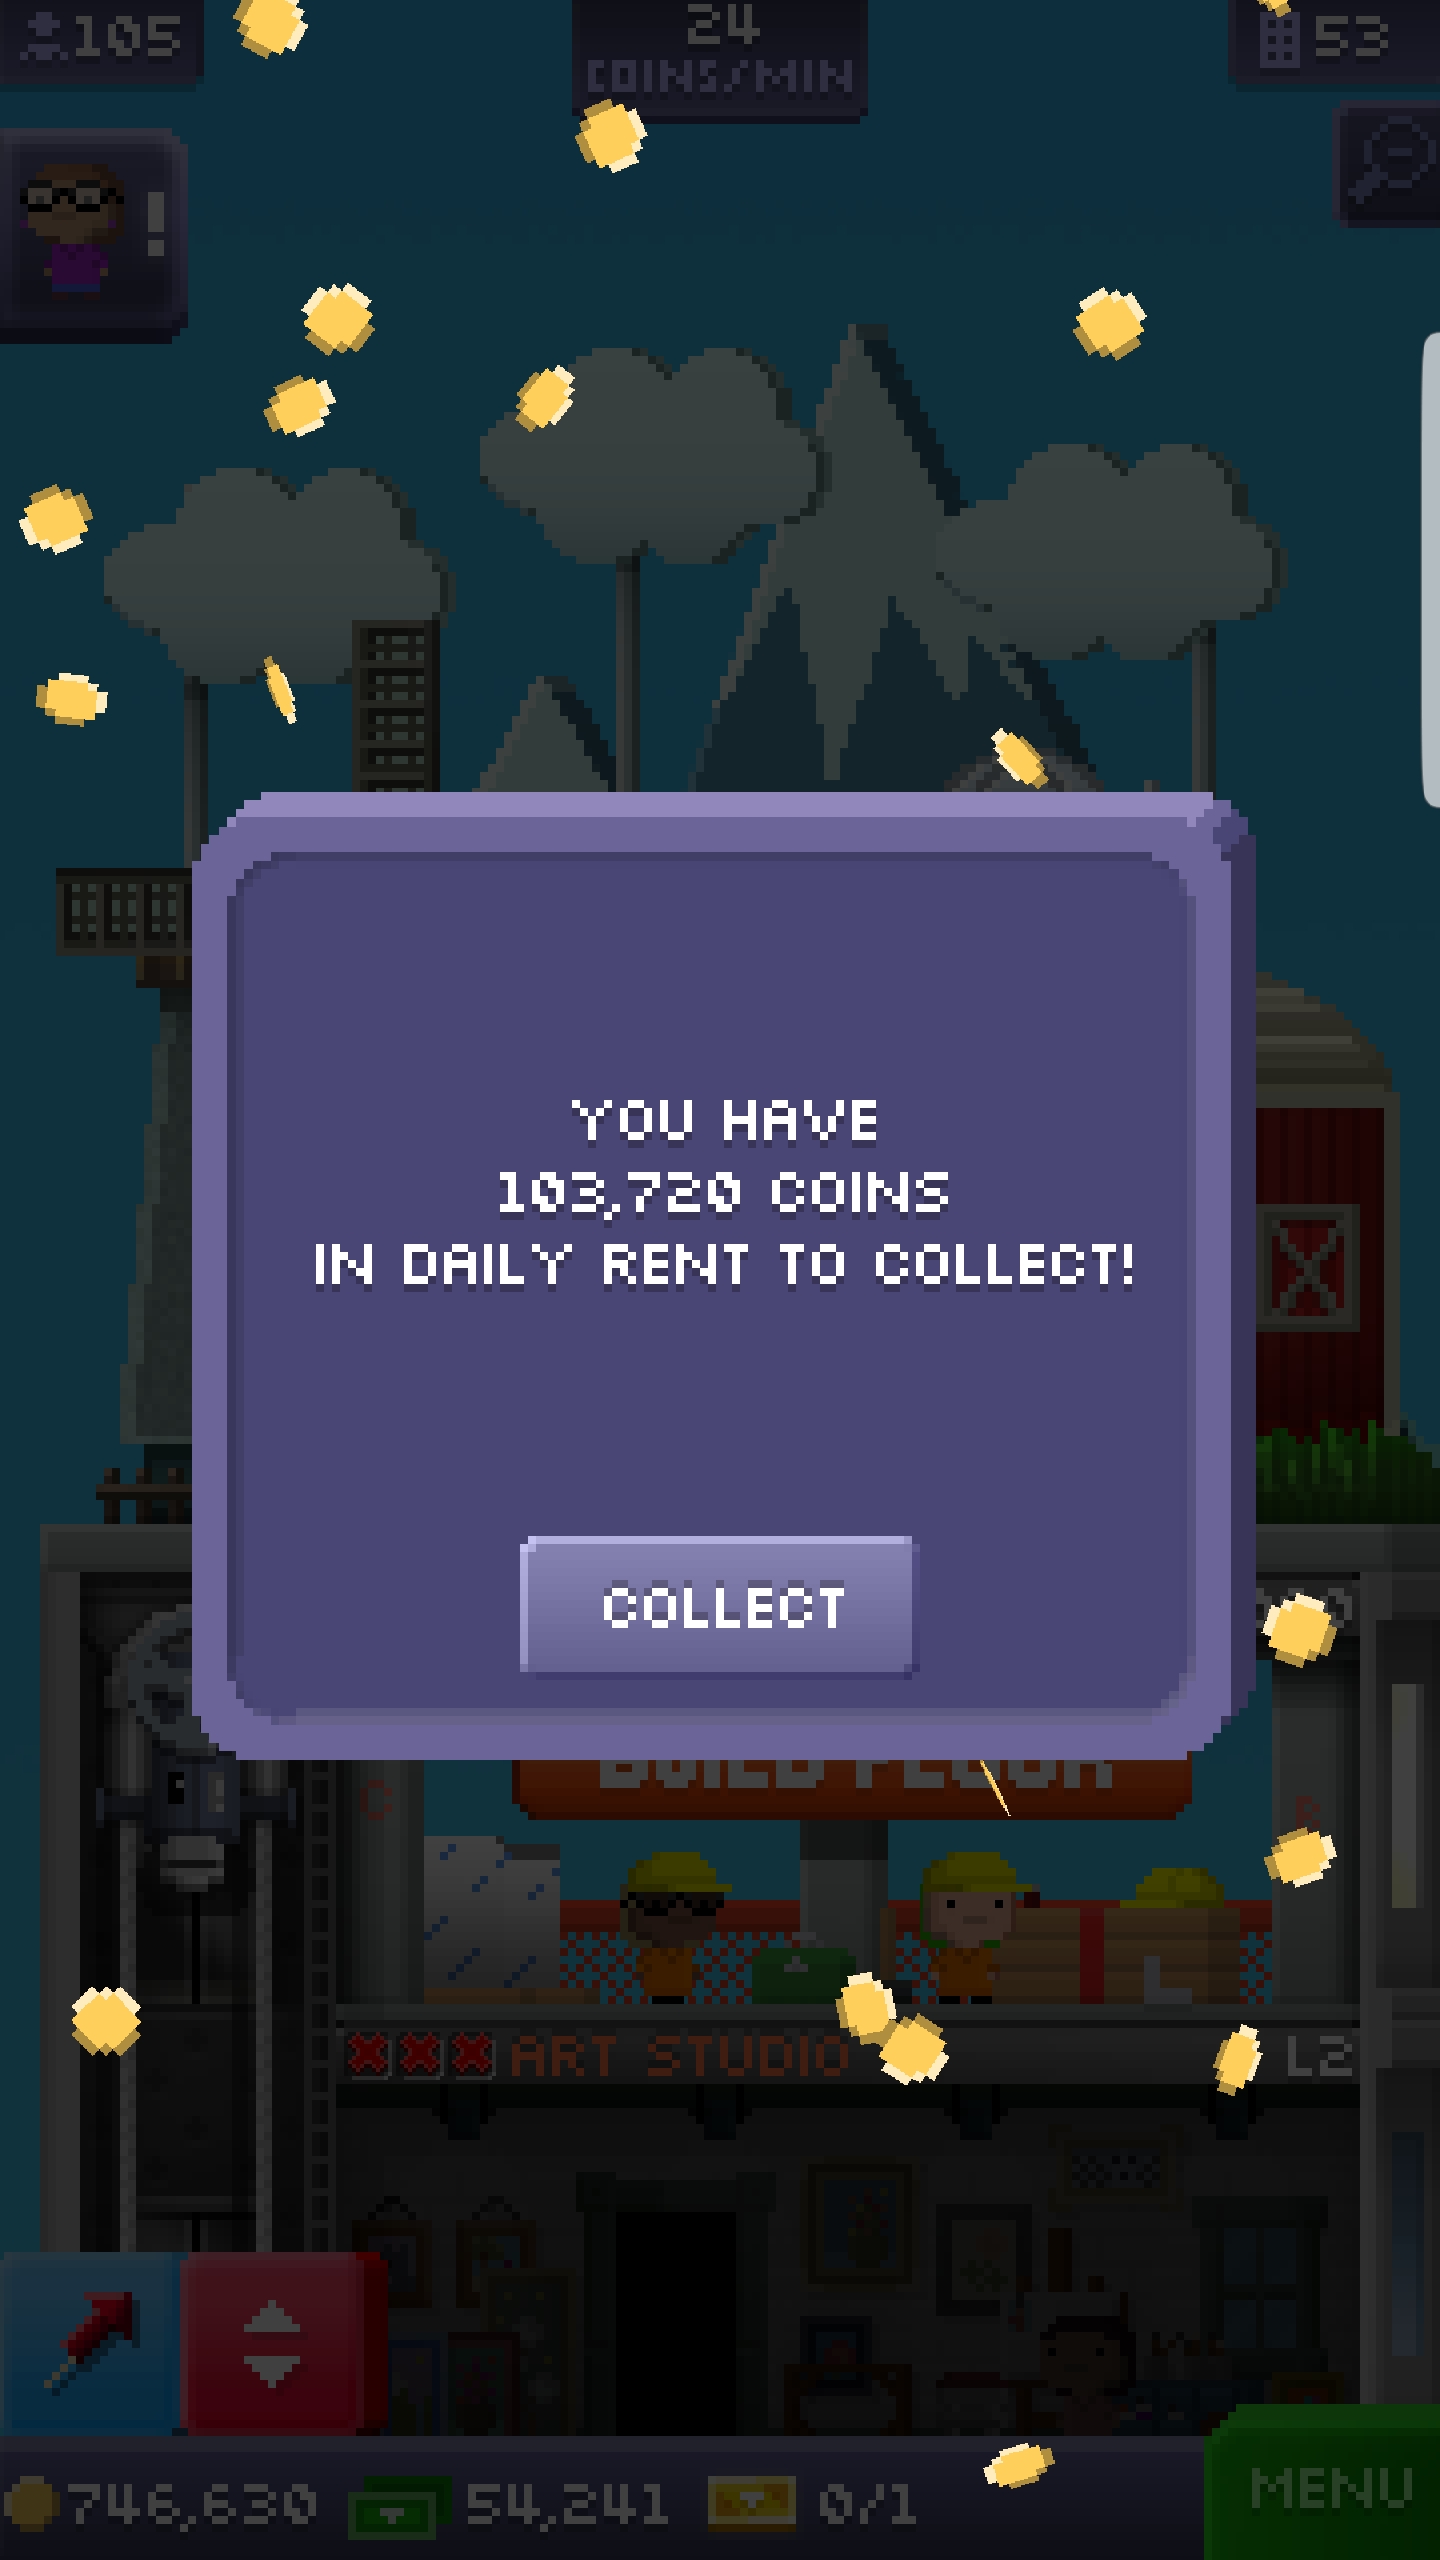 105
24
COINS/MIN
53
!
YOU HAVE
103,720 COINS
IN DAILY RENT TO COLLECT!
COLLECT
BUILD FLOOR
ART STUDIO
L2
746,630
54,241
0/1
MENU